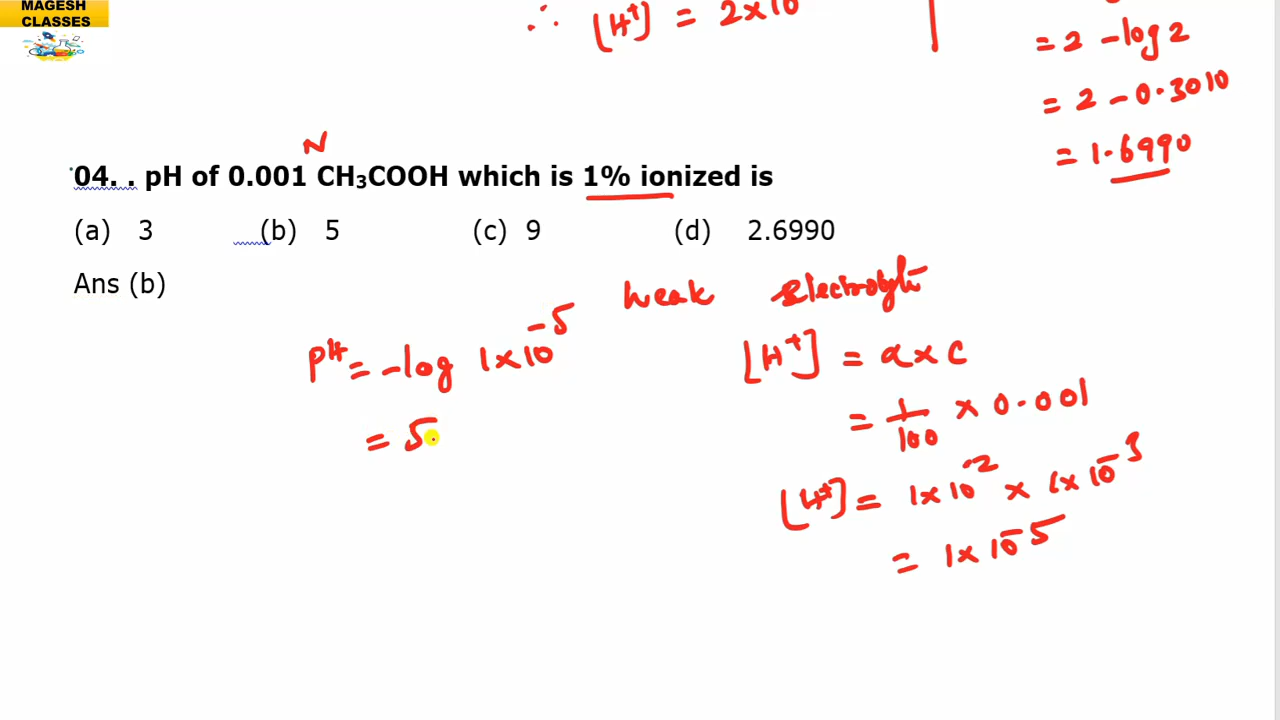 MAGESH
CLASSES
∴ [H⁺] = 2×10
= 2 - log 2
= 2 - 0.3010
= 1.6990
N
04. . pH of 0.001 CH₃COOH which is 1% ionized is
(a) 3 (b) 5 (c) 9 (d) 2.6990
Ans (b)
Weak Electrolyte
pH = -log 1×10⁻⁵
= 5
[H⁺] = α × C
= 1/100 × 0.001
[H⁺] = 1×10⁻² × 1×10⁻³
= 1×10⁻⁵